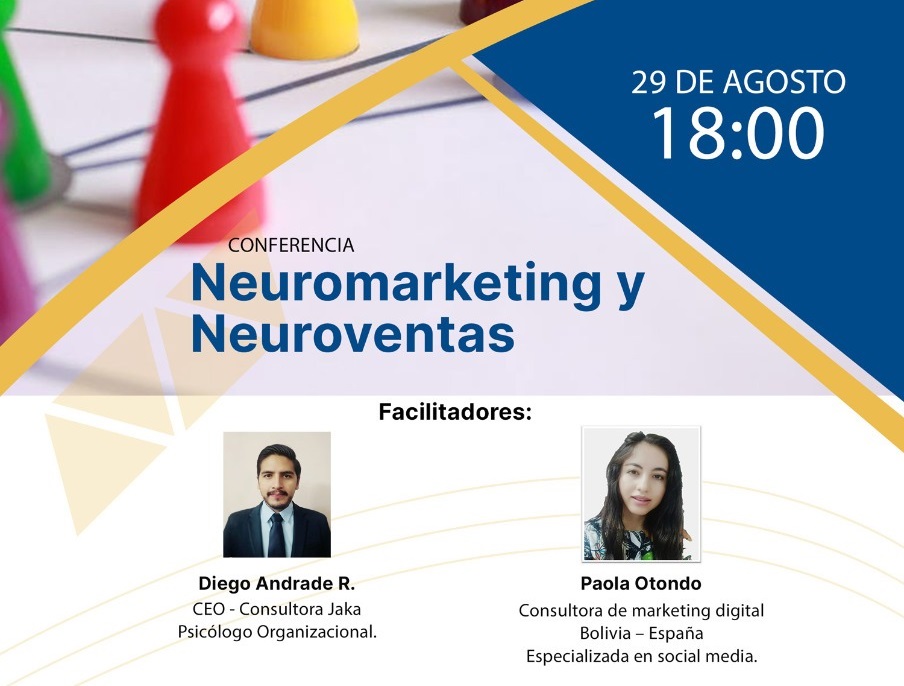 29 DE AGOSTO
18:00
CONFERENCIA
Neuromarketing y
Neuroventas
Facilitadores:
Diego Andrade R.
CEO - Consultora Jaka
Psicólogo Organizacional.
Paola Otondo
Consultora de marketing digital
Bolivia – España
Especializada en social media.